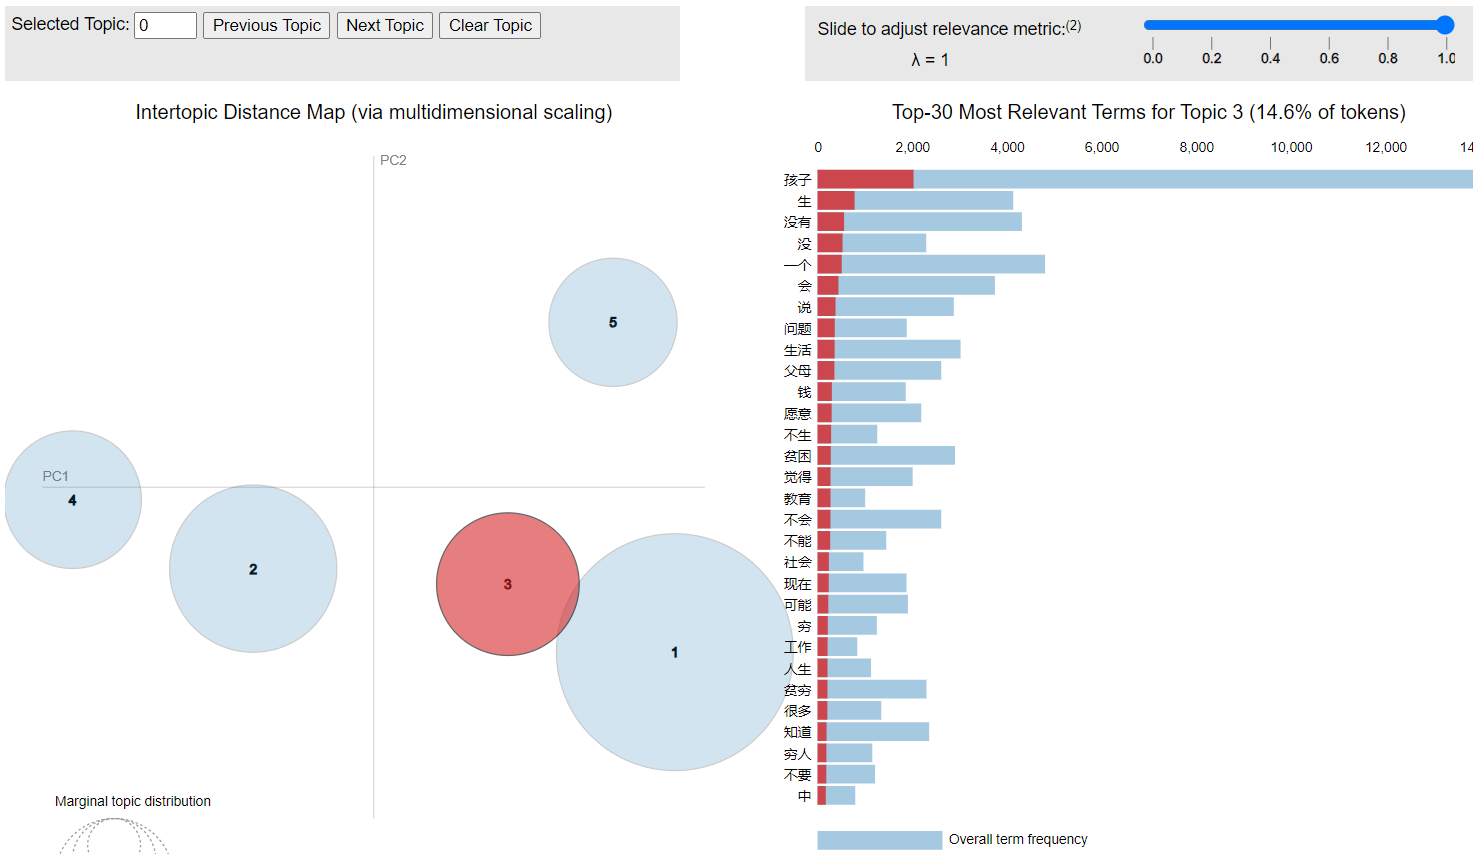 Selected Topic: 0 Previous Topic Next Topic Clear Topic
Slide to adjust relevance metric:(2)
λ = 1
0.0 0.2 0.4 0.6 0.8 1.0
Intertopic Distance Map (via multidimensional scaling)
PC2
PC1
5
4
2
3
1
Marginal topic distribution
Top-30 Most Relevant Terms for Topic 3 (14.6% of tokens)
0 2,000 4,000 6,000 8,000 10,000 12,000 14
孩子
生
没有
没
一个
会
说
问题
生活
父母
钱
愿意
不生
贫困
觉得
教育
不会
不能
社会
现在
可能
穷
工作
人生
贫穷
很多
知道
穷人
不要
中
Overall term frequency